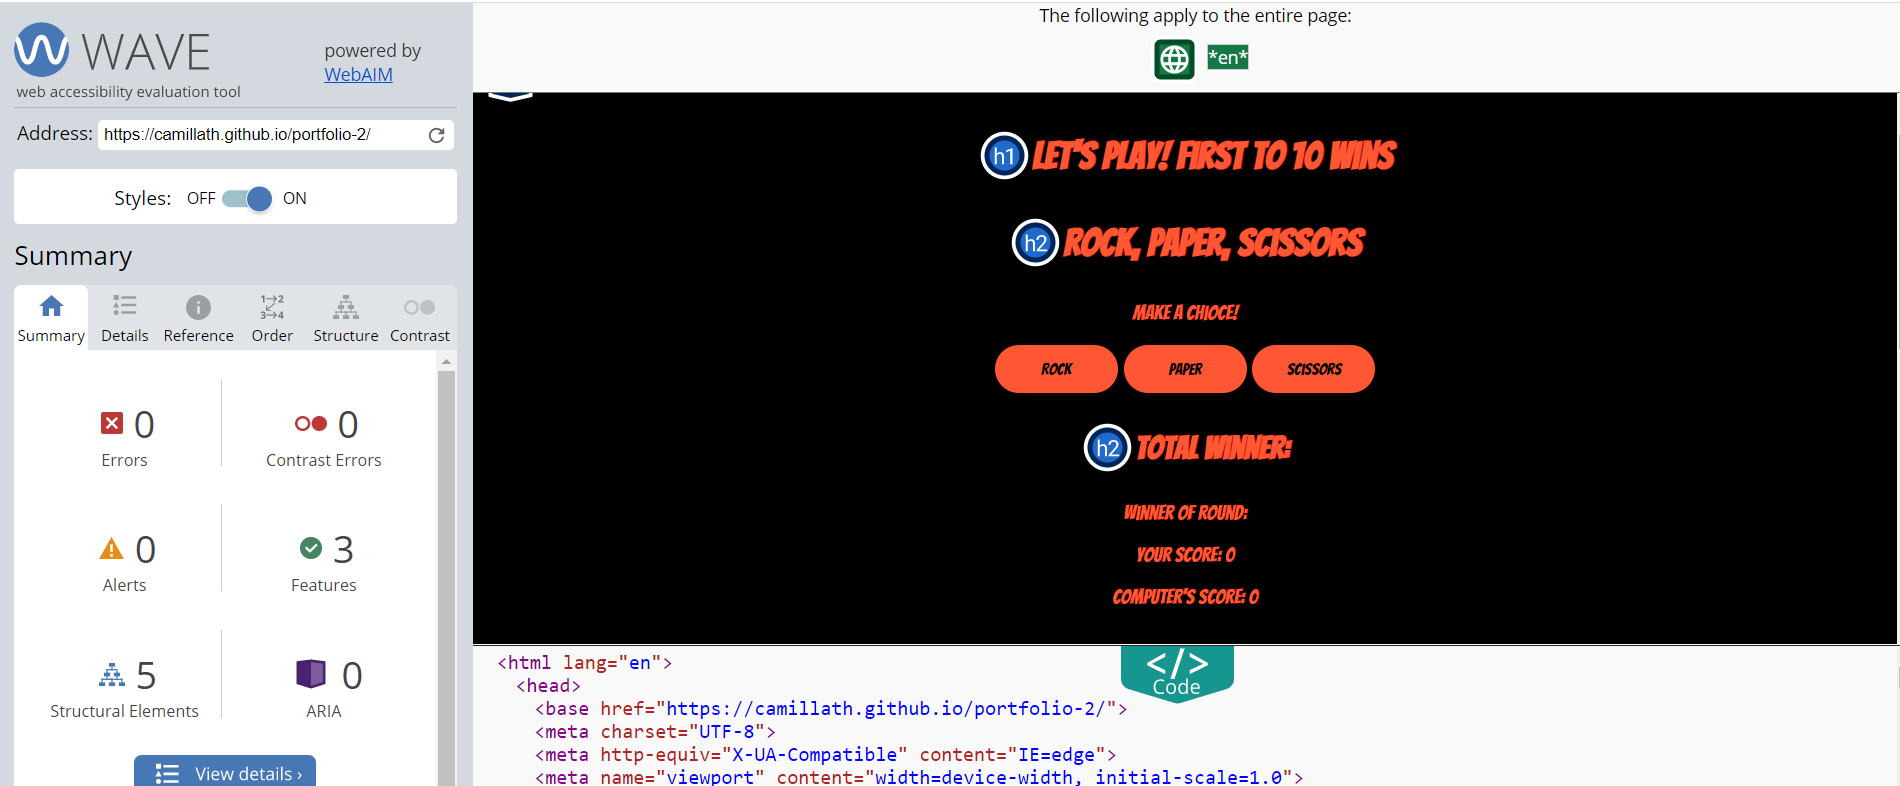 WAVE
powered by
WebAIM
web accessibility evaluation tool
Address: https://camillath.github.io/portfolio-2/
Styles: OFF ON
Summary
Summary Details Reference Order Structure Contrast
0 0
Errors Contrast Errors
0 3
Alerts Features
5 0
Structural Elements ARIA
View details ›
The following apply to the entire page:
*en*
h1 LET'S PLAY! FIRST TO 10 WINS
h2 ROCK, PAPER, SCISSORS
MAKE A CHIOCE!
ROCK PAPER SCISSORS
h2 TOTAL WINNER:
WINNER OF ROUND:
YOUR SCORE: 0
COMPUTER'S SCORE: 0
</> Code
<html lang="en">
<head>
<base href="https://camillath.github.io/portfolio-2/">
<meta charset="UTF-8">
<meta http-equiv="X-UA-Compatible" content="IE=edge">
<meta name="viewport" content="width=device-width, initial-scale=1.0">